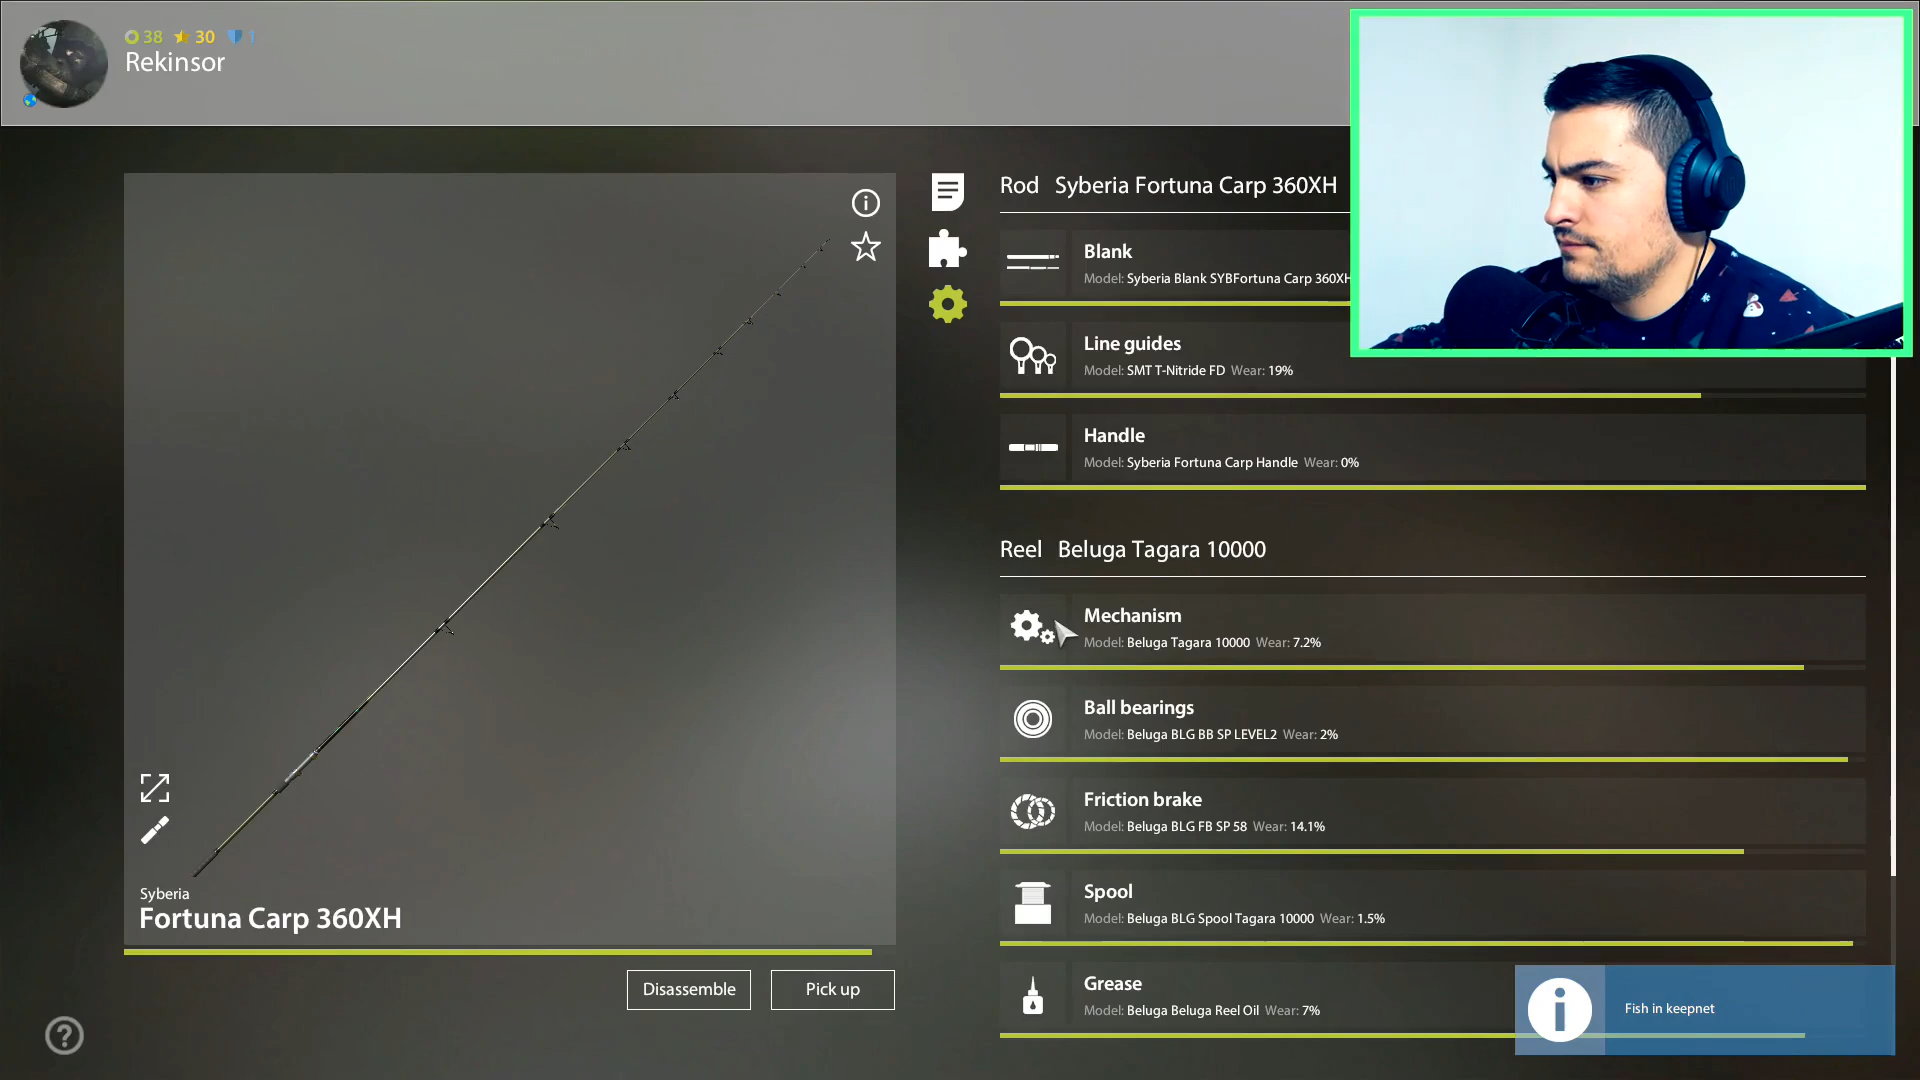 38 30 1
Rekinsor
Rod Syberia Fortuna Carp 360XH
Blank
Model: Syberia Blank SYBFortuna Carp 360XH
Line guides
Model: SMT T-Nitride FD Wear: 19%
Handle
Model: Syberia Fortuna Carp Handle Wear: 0%
Reel Beluga Tagara 10000
Mechanism
Model: Beluga Tagara 10000 Wear: 7.2%
Ball bearings
Model: Beluga BLG BB SP LEVEL2 Wear: 2%
Friction brake
Model: Beluga BLG FB SP 58 Wear: 14.1%
Spool
Model: Beluga BLG Spool Tagara 10000 Wear: 1.5%
Grease
Model: Beluga Beluga Reel Oil Wear: 7%
Syberia
Fortuna Carp 360XH
Disassemble
Pick up
Fish in keepnet